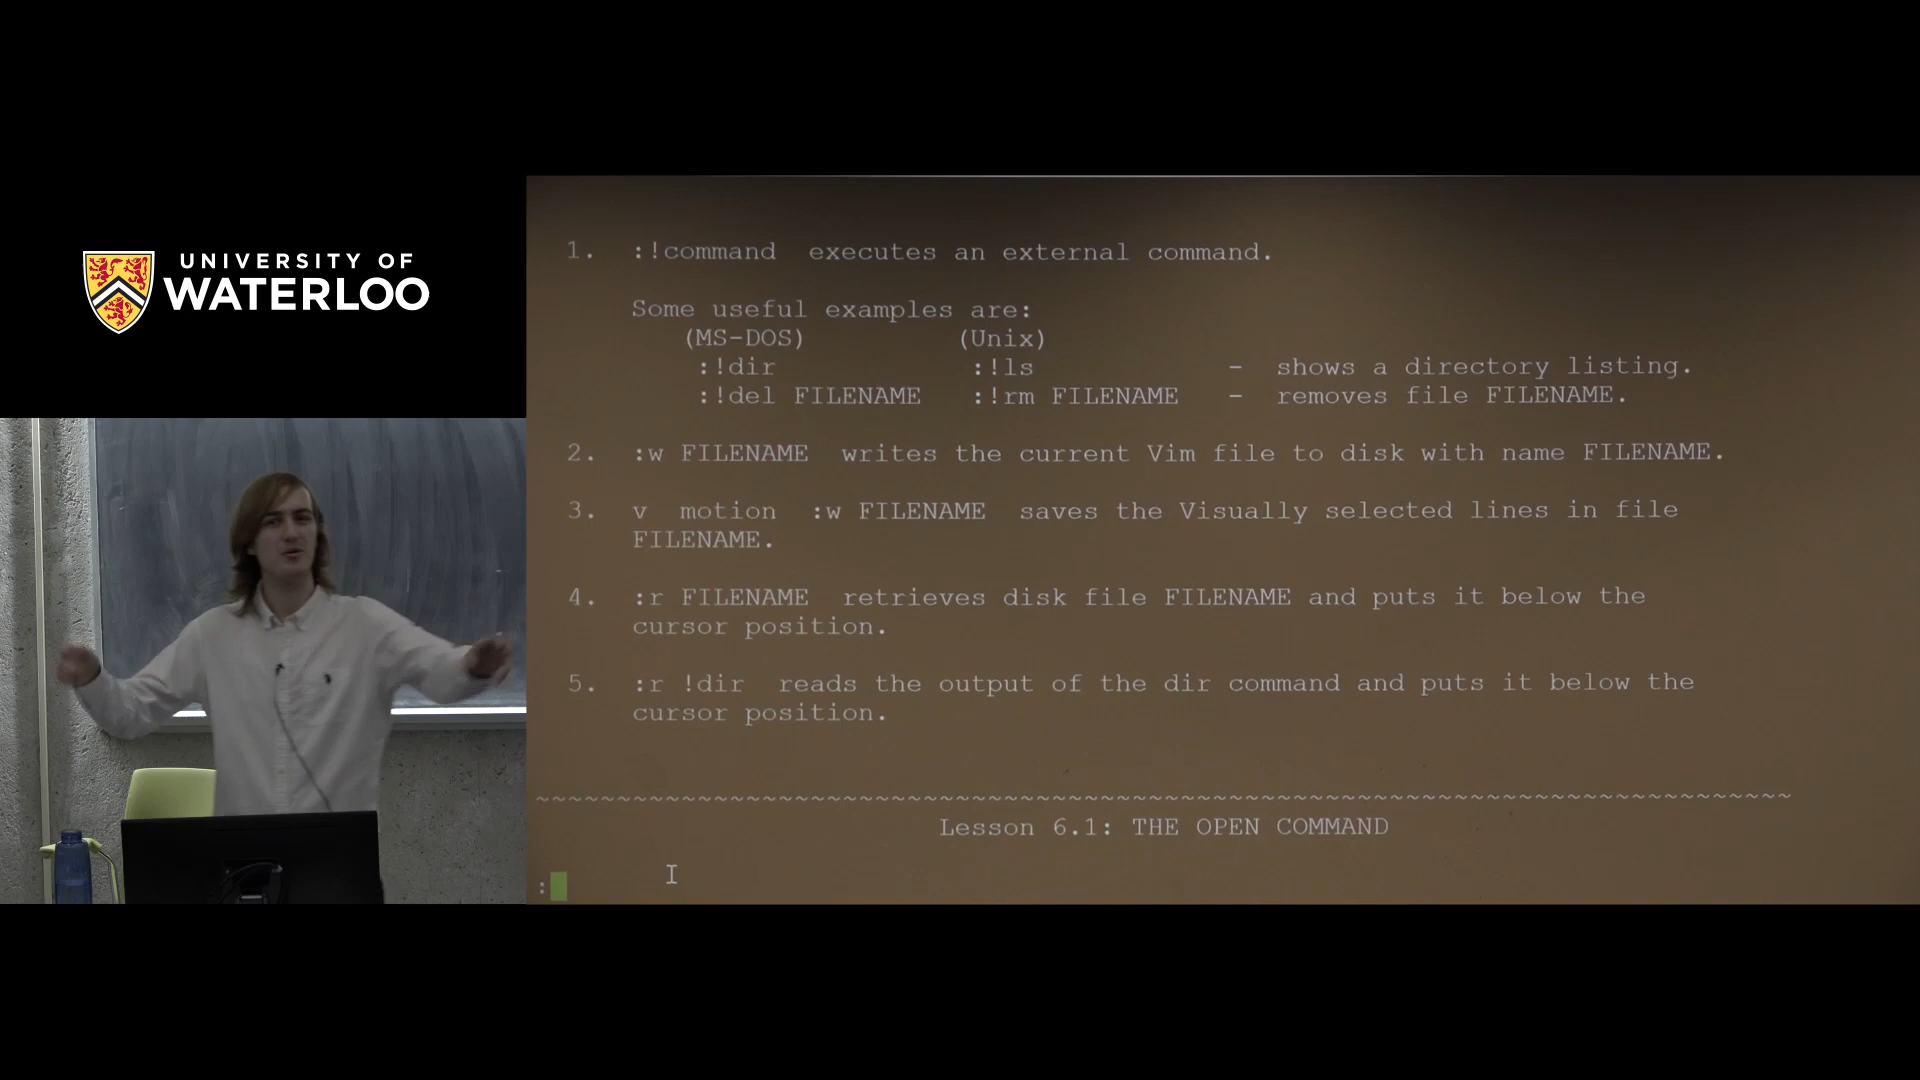 UNIVERSITY OF
WATERLOO
1. :!command executes an external command.
Some useful examples are:
(MS-DOS) (Unix)
:!dir :!ls - shows a directory listing.
:!del FILENAME :!rm FILENAME - removes file FILENAME.
2. :w FILENAME writes the current Vim file to disk with name FILENAME.
3. v motion :w FILENAME saves the Visually selected lines in file
FILENAME.
4. :r FILENAME retrieves disk file FILENAME and puts it below the
cursor position.
5. :r !dir reads the output of the dir command and puts it below the
cursor position.
~~~~~~~~~~~~~~~~~~~~~~~~~~~~~~~~~~~~~~~~~~~~~~~~~~~~~~~~~~~~~~~~~~~~~~~~~~~~~~
Lesson 6.1: THE OPEN COMMAND
: